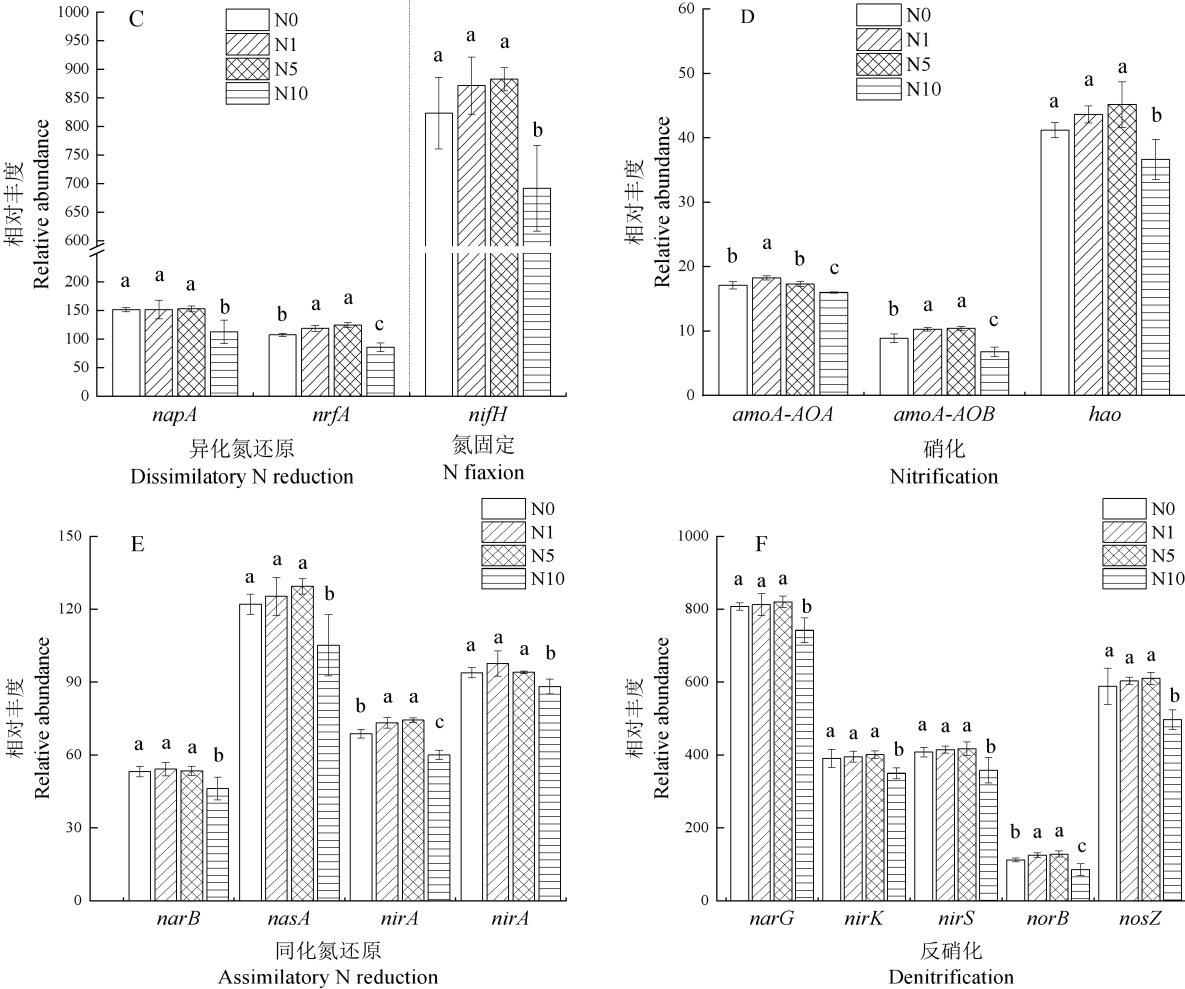 C
N0
N1
N5
N10
1000
950
900
850
800
750
700
650
600
200
150
100
50
0
相对丰度
Relative abundance
a a a b
b a a c
a a a b
napA nrfA nifH
异化氮还原 氮固定
Dissimilatory N reduction N fiaxion
D
N0
N1
N5
N10
60
50
40
30
20
10
0
相对丰度
Relative abundance
b a b c
b a a c
a a a b
amoA-AOA amoA-AOB hao
硝化
Nitrification
E
N0
N1
N5
N10
150
120
90
60
30
0
相对丰度
Relative abundance
a a a b
a a a b
b a a c
a a a b
narB nasA nirA nirA
同化氮还原
Assimilatory N reduction
F
N0
N1
N5
N10
1000
800
600
400
200
0
相对丰度
Relative abundance
a a a b
a a a b
a a a b
b a a c
a a a b
narG nirK nirS norB nosZ
反硝化
Denitrification